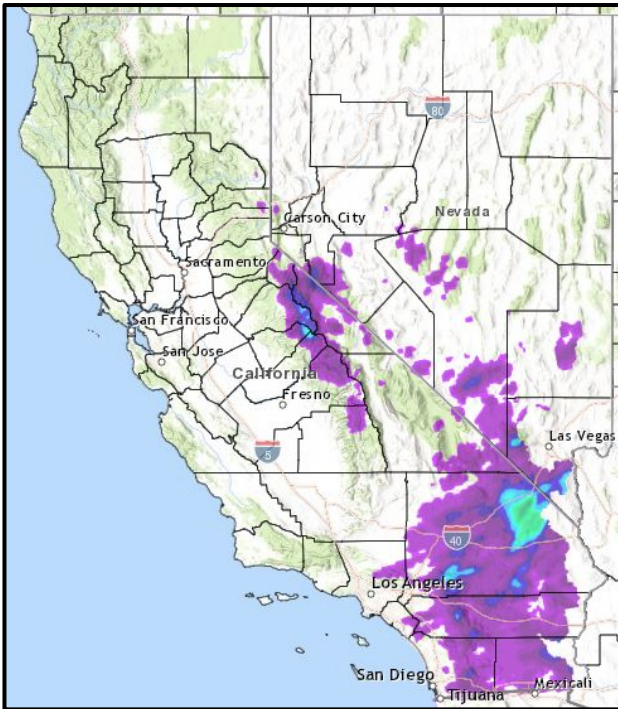 80
Carson City
Nevada
Sacramento
San Francisco
San Jose
California
Fresno
Las Vegas
5
40
Los Angeles
San Diego
Tijuana
Mexicali